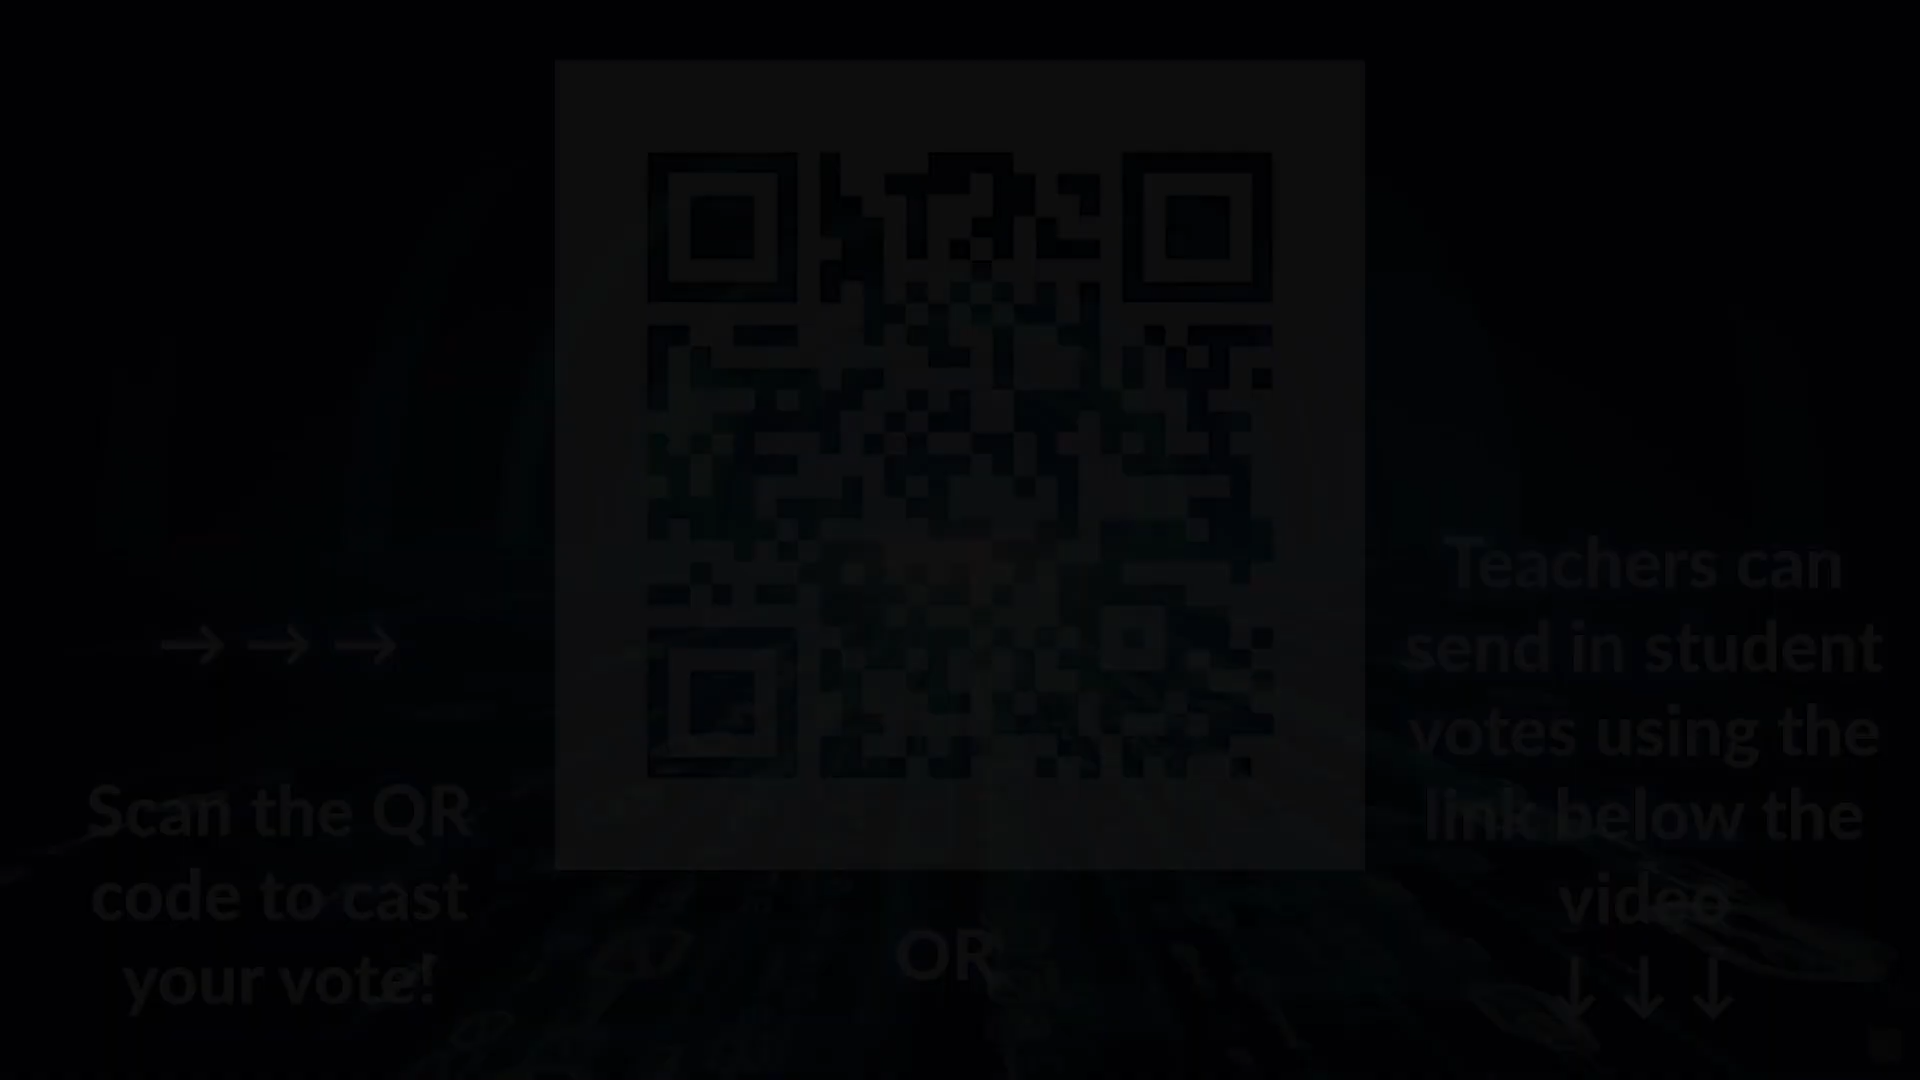 → → →
Scan the QR
code to cast
your vote!
OR
Teachers can
send in student
votes using the
link below the
video
↓ ↓ ↓